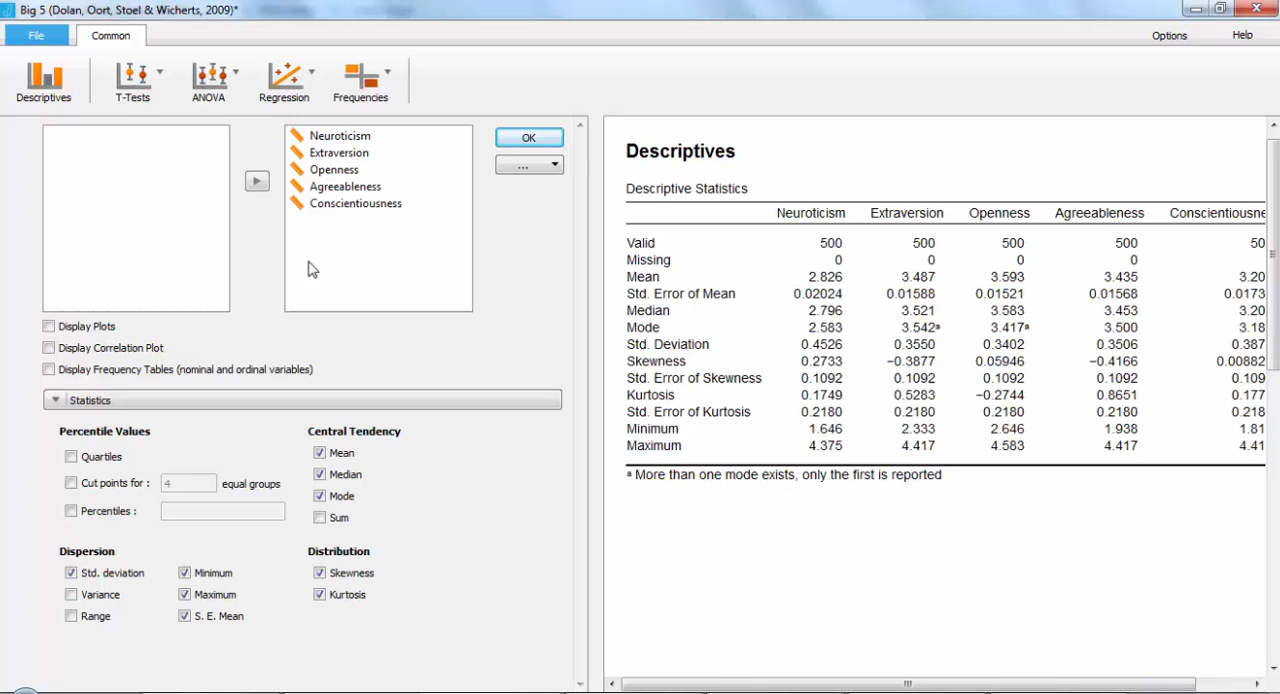 Big 5 (Dolan, Oort, Stoel & Wicherts, 2009)*
File Common Options Help
Descriptives T-Tests ANOVA Regression Frequencies
Neuroticism
Extraversion
Openness
Agreeableness
Conscientiousness
OK
...
Display Plots
Display Correlation Plot
Display Frequency Tables (nominal and ordinal variables)
Statistics
Percentile Values
Quartiles
Cut points for : 4 equal groups
Percentiles :
Central Tendency
Mean
Median
Mode
Sum
Dispersion
Std. deviation Minimum
Variance Maximum
Range S. E. Mean
Distribution
Skewness
Kurtosis
Descriptives
Descriptive Statistics
Neuroticism Extraversion Openness Agreeableness Conscientiousne
Valid 500 500 500 500 50
Missing 0 0 0 0
Mean 2.826 3.487 3.593 3.435 3.20
Std. Error of Mean 0.02024 0.01588 0.01521 0.01568 0.0173
Median 2.796 3.521 3.583 3.453 3.20
Mode 2.583 3.542ᵃ 3.417ᵃ 3.500 3.18
Std. Deviation 0.4526 0.3550 0.3402 0.3506 0.387
Skewness 0.2733 −0.3877 0.05946 −0.4166 0.00882
Std. Error of Skewness 0.1092 0.1092 0.1092 0.1092 0.109
Kurtosis 0.1749 0.5283 −0.2744 0.8651 0.177
Std. Error of Kurtosis 0.2180 0.2180 0.2180 0.2180 0.218
Minimum 1.646 2.333 2.646 1.938 1.81
Maximum 4.375 4.417 4.583 4.417 4.41
ᵃ More than one mode exists, only the first is reported